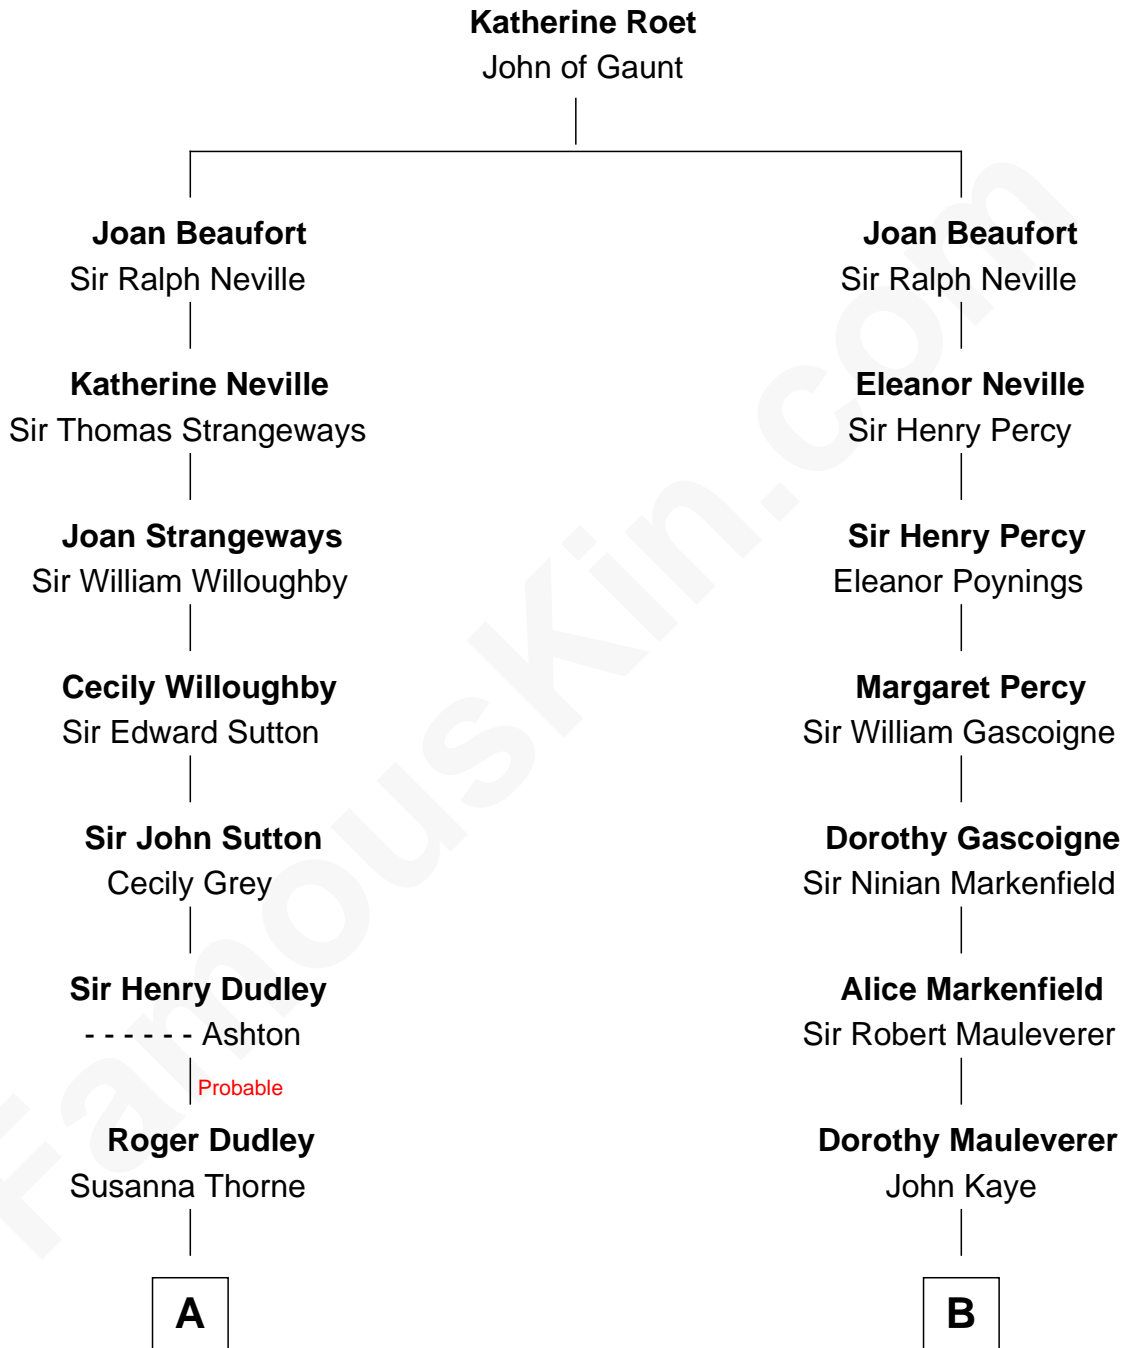 Katherine Roet
John of Gaunt
Joan Beaufort
Sir Ralph Neville
Joan Beaufort
Sir Ralph Neville
Katherine Neville
Sir Thomas Strangeways
Eleanor Neville
Sir Henry Percy
Joan Strangeways
Sir William Willoughby
Sir Henry Percy
Eleanor Poynings
Cecily Willoughby
Sir Edward Sutton
Margaret Percy
Sir William Gascoigne
Sir John Sutton
Cecily Grey
Dorothy Gascoigne
Sir Ninian Markenfield
Sir Henry Dudley
- - - - - - Ashton
Probable
Alice Markenfield
Sir Robert Mauleverer
Roger Dudley
Susanna Thorne
Dorothy Mauleverer
John Kaye
A
B
FamousKin.com